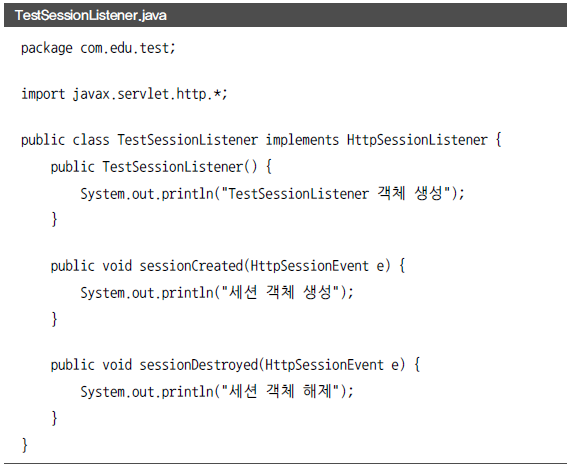 TestSessionListener.java
package com.edu.test;
import javax.servlet.http.*;
public class TestSessionListener implements HttpSessionListener {
public TestSessionListener() {
System.out.println("TestSessionListener 객체 생성");
}
public void sessionCreated(HttpSessionEvent e) {
System.out.println("세션 객체 생성");
}
public void sessionDestroyed(HttpSessionEvent e) {
System.out.println("세션 객체 해제");
}
}